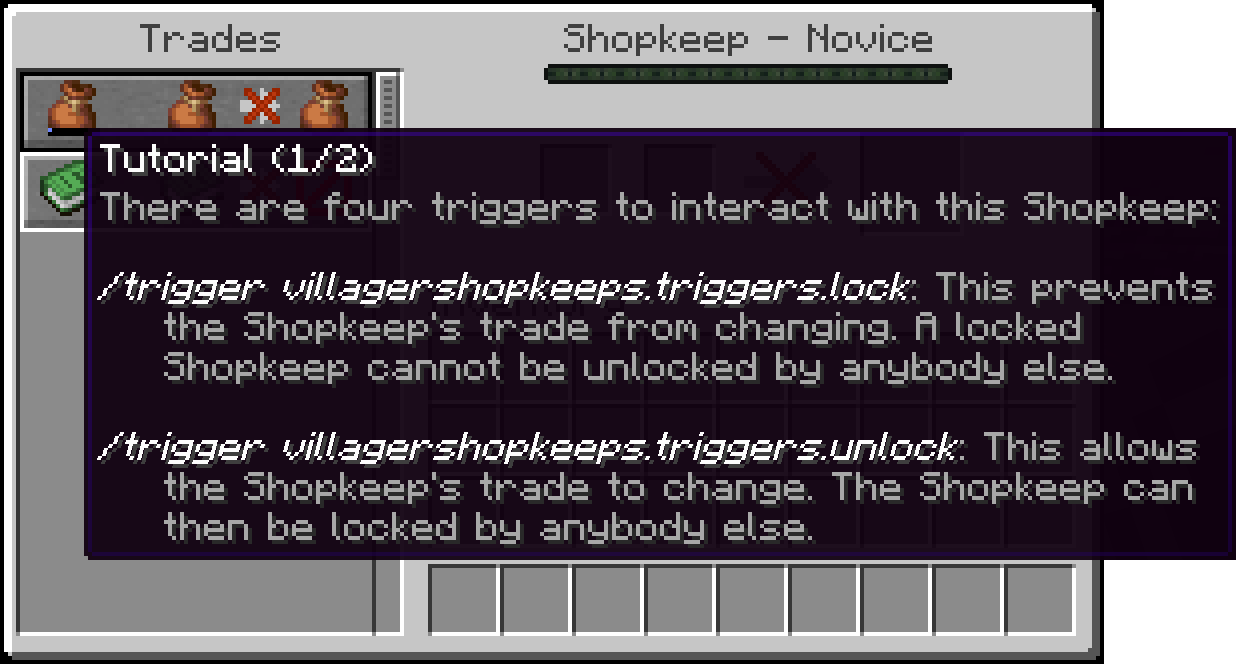 Trades
Shopkeep - Novice
Tutorial (1/2)
There are four triggers to interact with this Shopkeep:
/trigger villagershopkeeps.triggers.lock: This prevents
the Shopkeep's trade from changing. A locked
Shopkeep cannot be unlocked by anybody else.
/trigger villagershopkeeps.triggers.unlock: This allows
the Shopkeep's trade to change. The Shopkeep can
then be locked by anybody else.